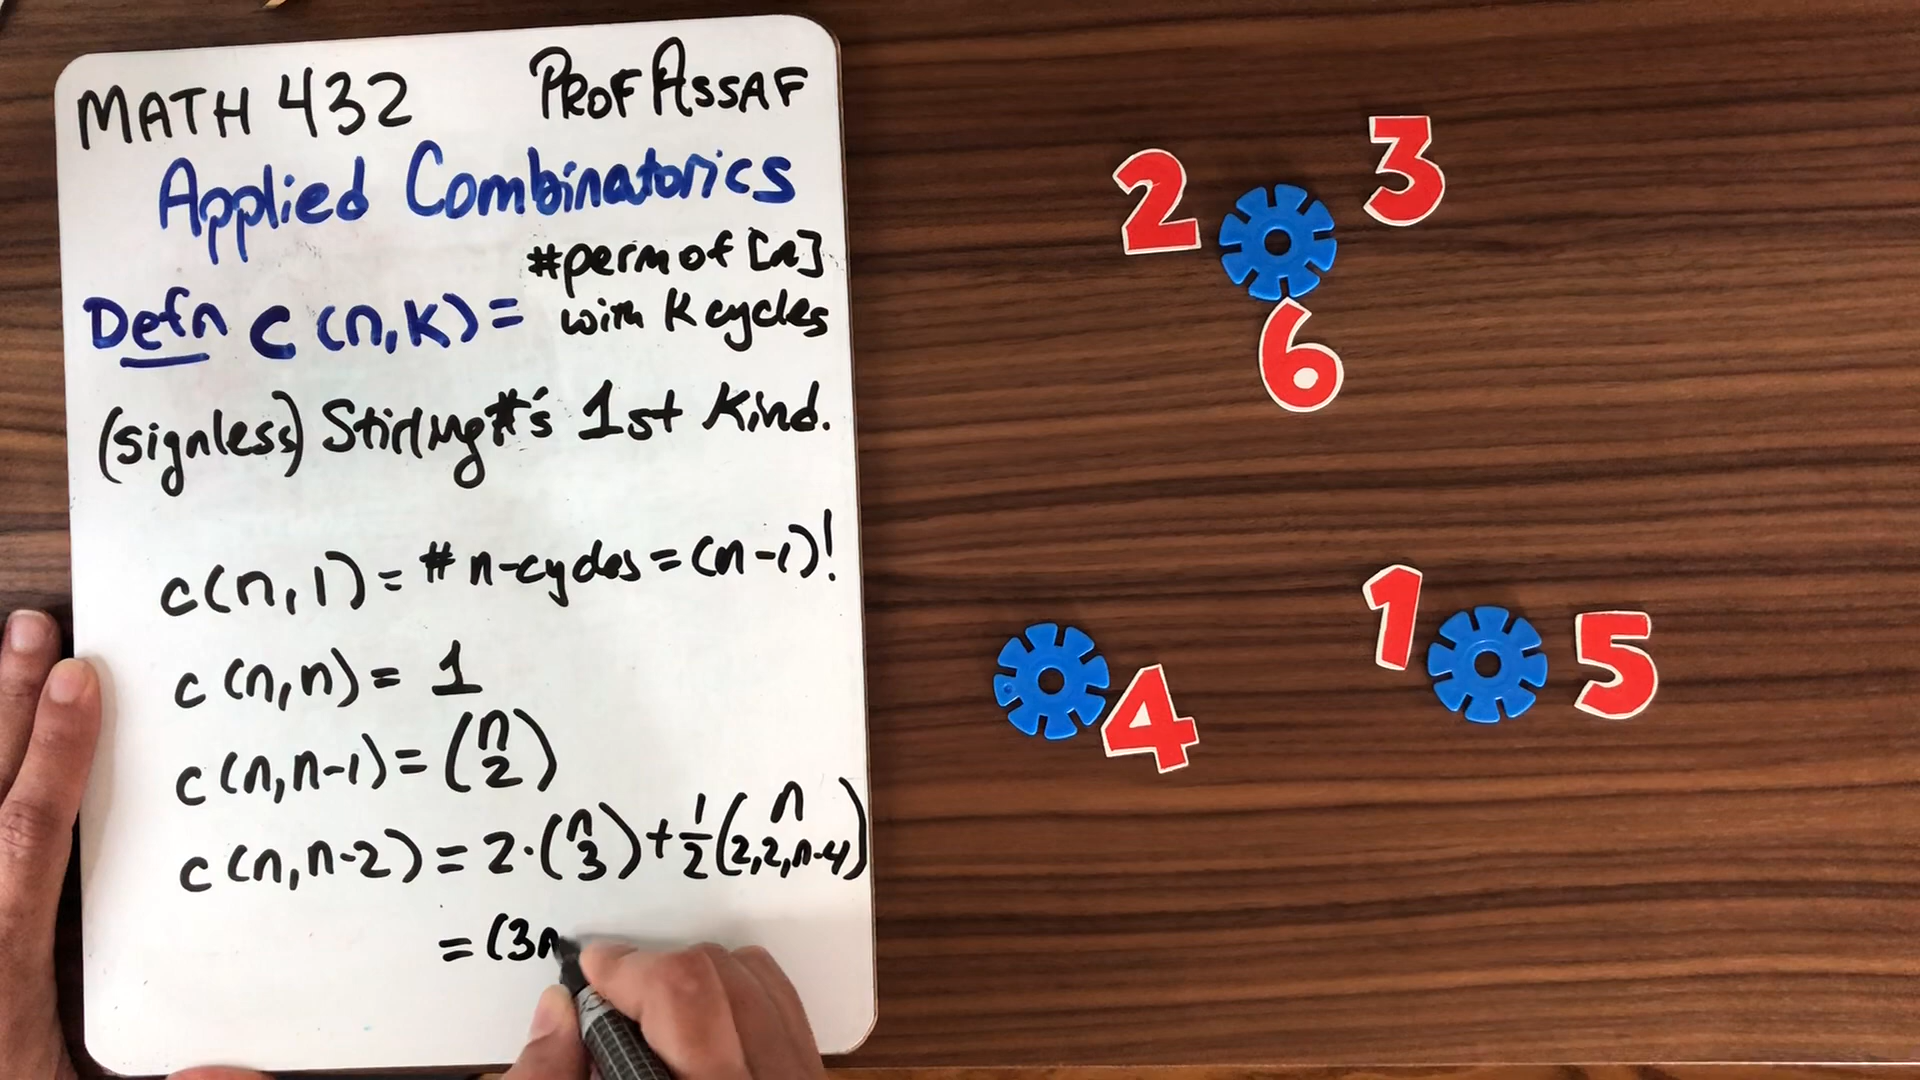 MATH 432 PROF ASSAF
Applied Combinatorics
#perm of [n]
Defn c(n,k) = with k cycles
(signless) Stirling #'s 1st Kind.
c(n,1) = # n-cycles = (n-1)!
c(n,n) = 1
c(n,n-1) = (n 2)
c(n,n-2) = 2·(n 3) + 1/2 (n 2,2,n-4)
= (3n
2 3
6
1 5
4